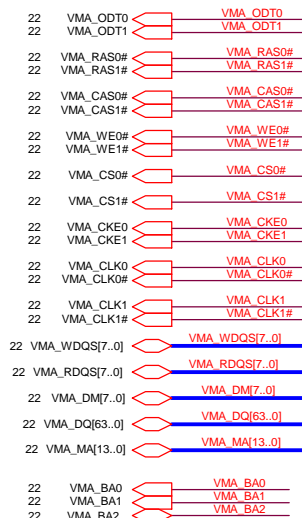 22 VMA_ODT0 VMA_ODT0
22 VMA_ODT1 VMA_ODT1
22 VMA_RAS0# VMA_RAS0#
22 VMA_RAS1# VMA_RAS1#
22 VMA_CAS0# VMA_CAS0#
22 VMA_CAS1# VMA_CAS1#
22 VMA_WE0# VMA_WE0#
22 VMA_WE1# VMA_WE1#
22 VMA_CS0# VMA_CS0#
22 VMA_CS1# VMA_CS1#
22 VMA_CKE0 VMA_CKE0
22 VMA_CKE1 VMA_CKE1
22 VMA_CLK0 VMA_CLK0
22 VMA_CLK0# VMA_CLK0#
22 VMA_CLK1 VMA_CLK1
22 VMA_CLK1# VMA_CLK1#
22 VMA_WDQS[7..0] VMA_WDQS[7..0]
22 VMA_RDQS[7..0] VMA_RDQS[7..0]
22 VMA_DM[7..0] VMA_DM[7..0]
22 VMA_DQ[63..0] VMA_DQ[63..0]
22 VMA_MA[13..0] VMA_MA[13..0]
22 VMA_BA0 VMA_BA0
22 VMA_BA1 VMA_BA1
22 VMA_BA2 VMA_BA2